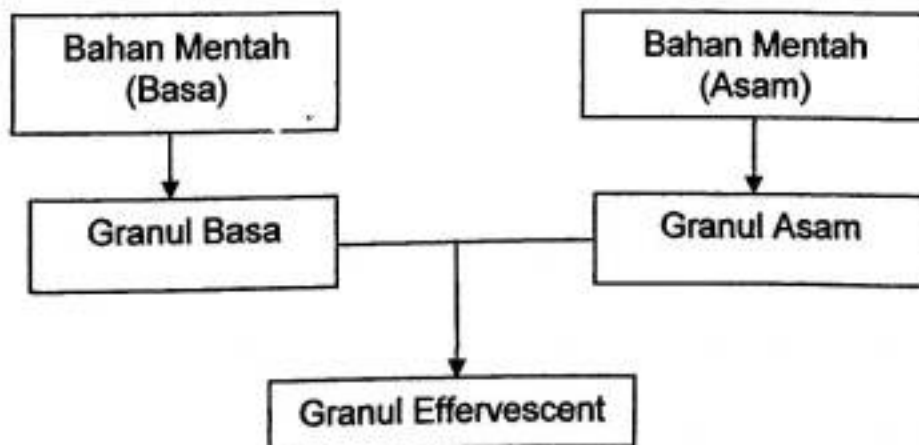 Bahan Mentah
(Basa)
Bahan Mentah
(Asam)
Granul Basa
Granul Asam
Granul Effervescent